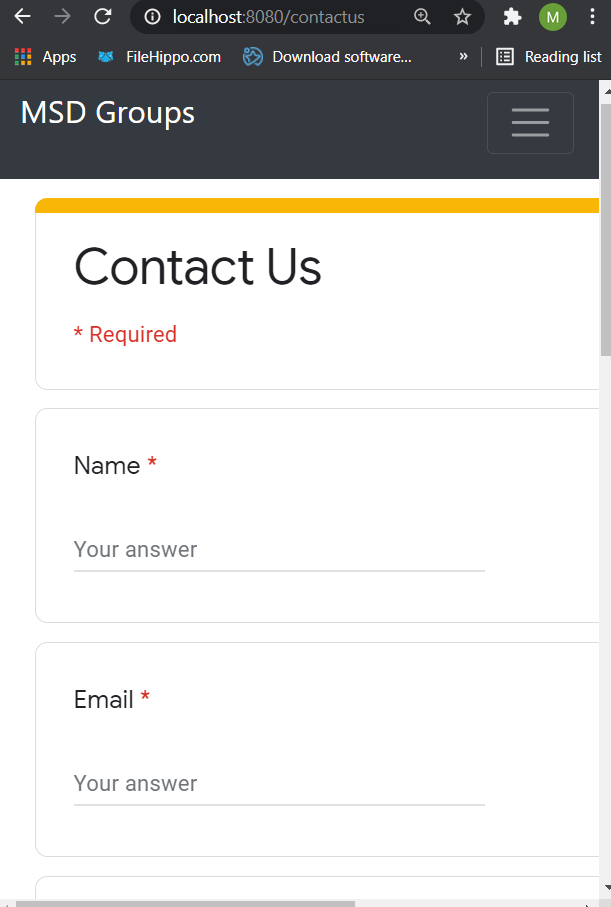 localhost:8080/contactus
M
Apps FileHippo.com Download software... » Reading list
MSD Groups
Contact Us
* Required
Name *
Your answer
Email *
Your answer